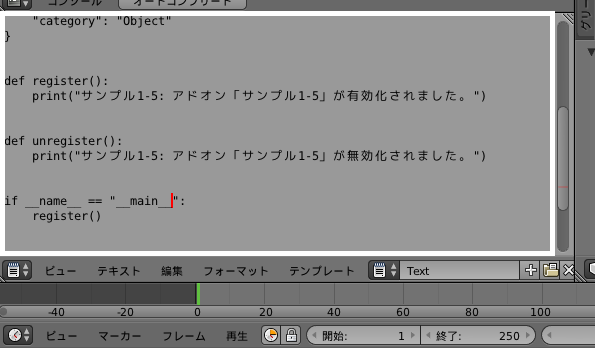 コンソール オートコンプリート
"category": "Object"
}
def register():
print("サンプル1-5: アドオン「サンプル1-5」が有効化されました。")
def unregister():
print("サンプル1-5: アドオン「サンプル1-5」が無効化されました。")
if __name__ == "__main__":
register()
ビュー テキスト 編集 フォーマット テンプレート Text
-40 -20 0 20 40 60 80 100
ビュー マーカー フレーム 再生 開始: 1 終了: 250